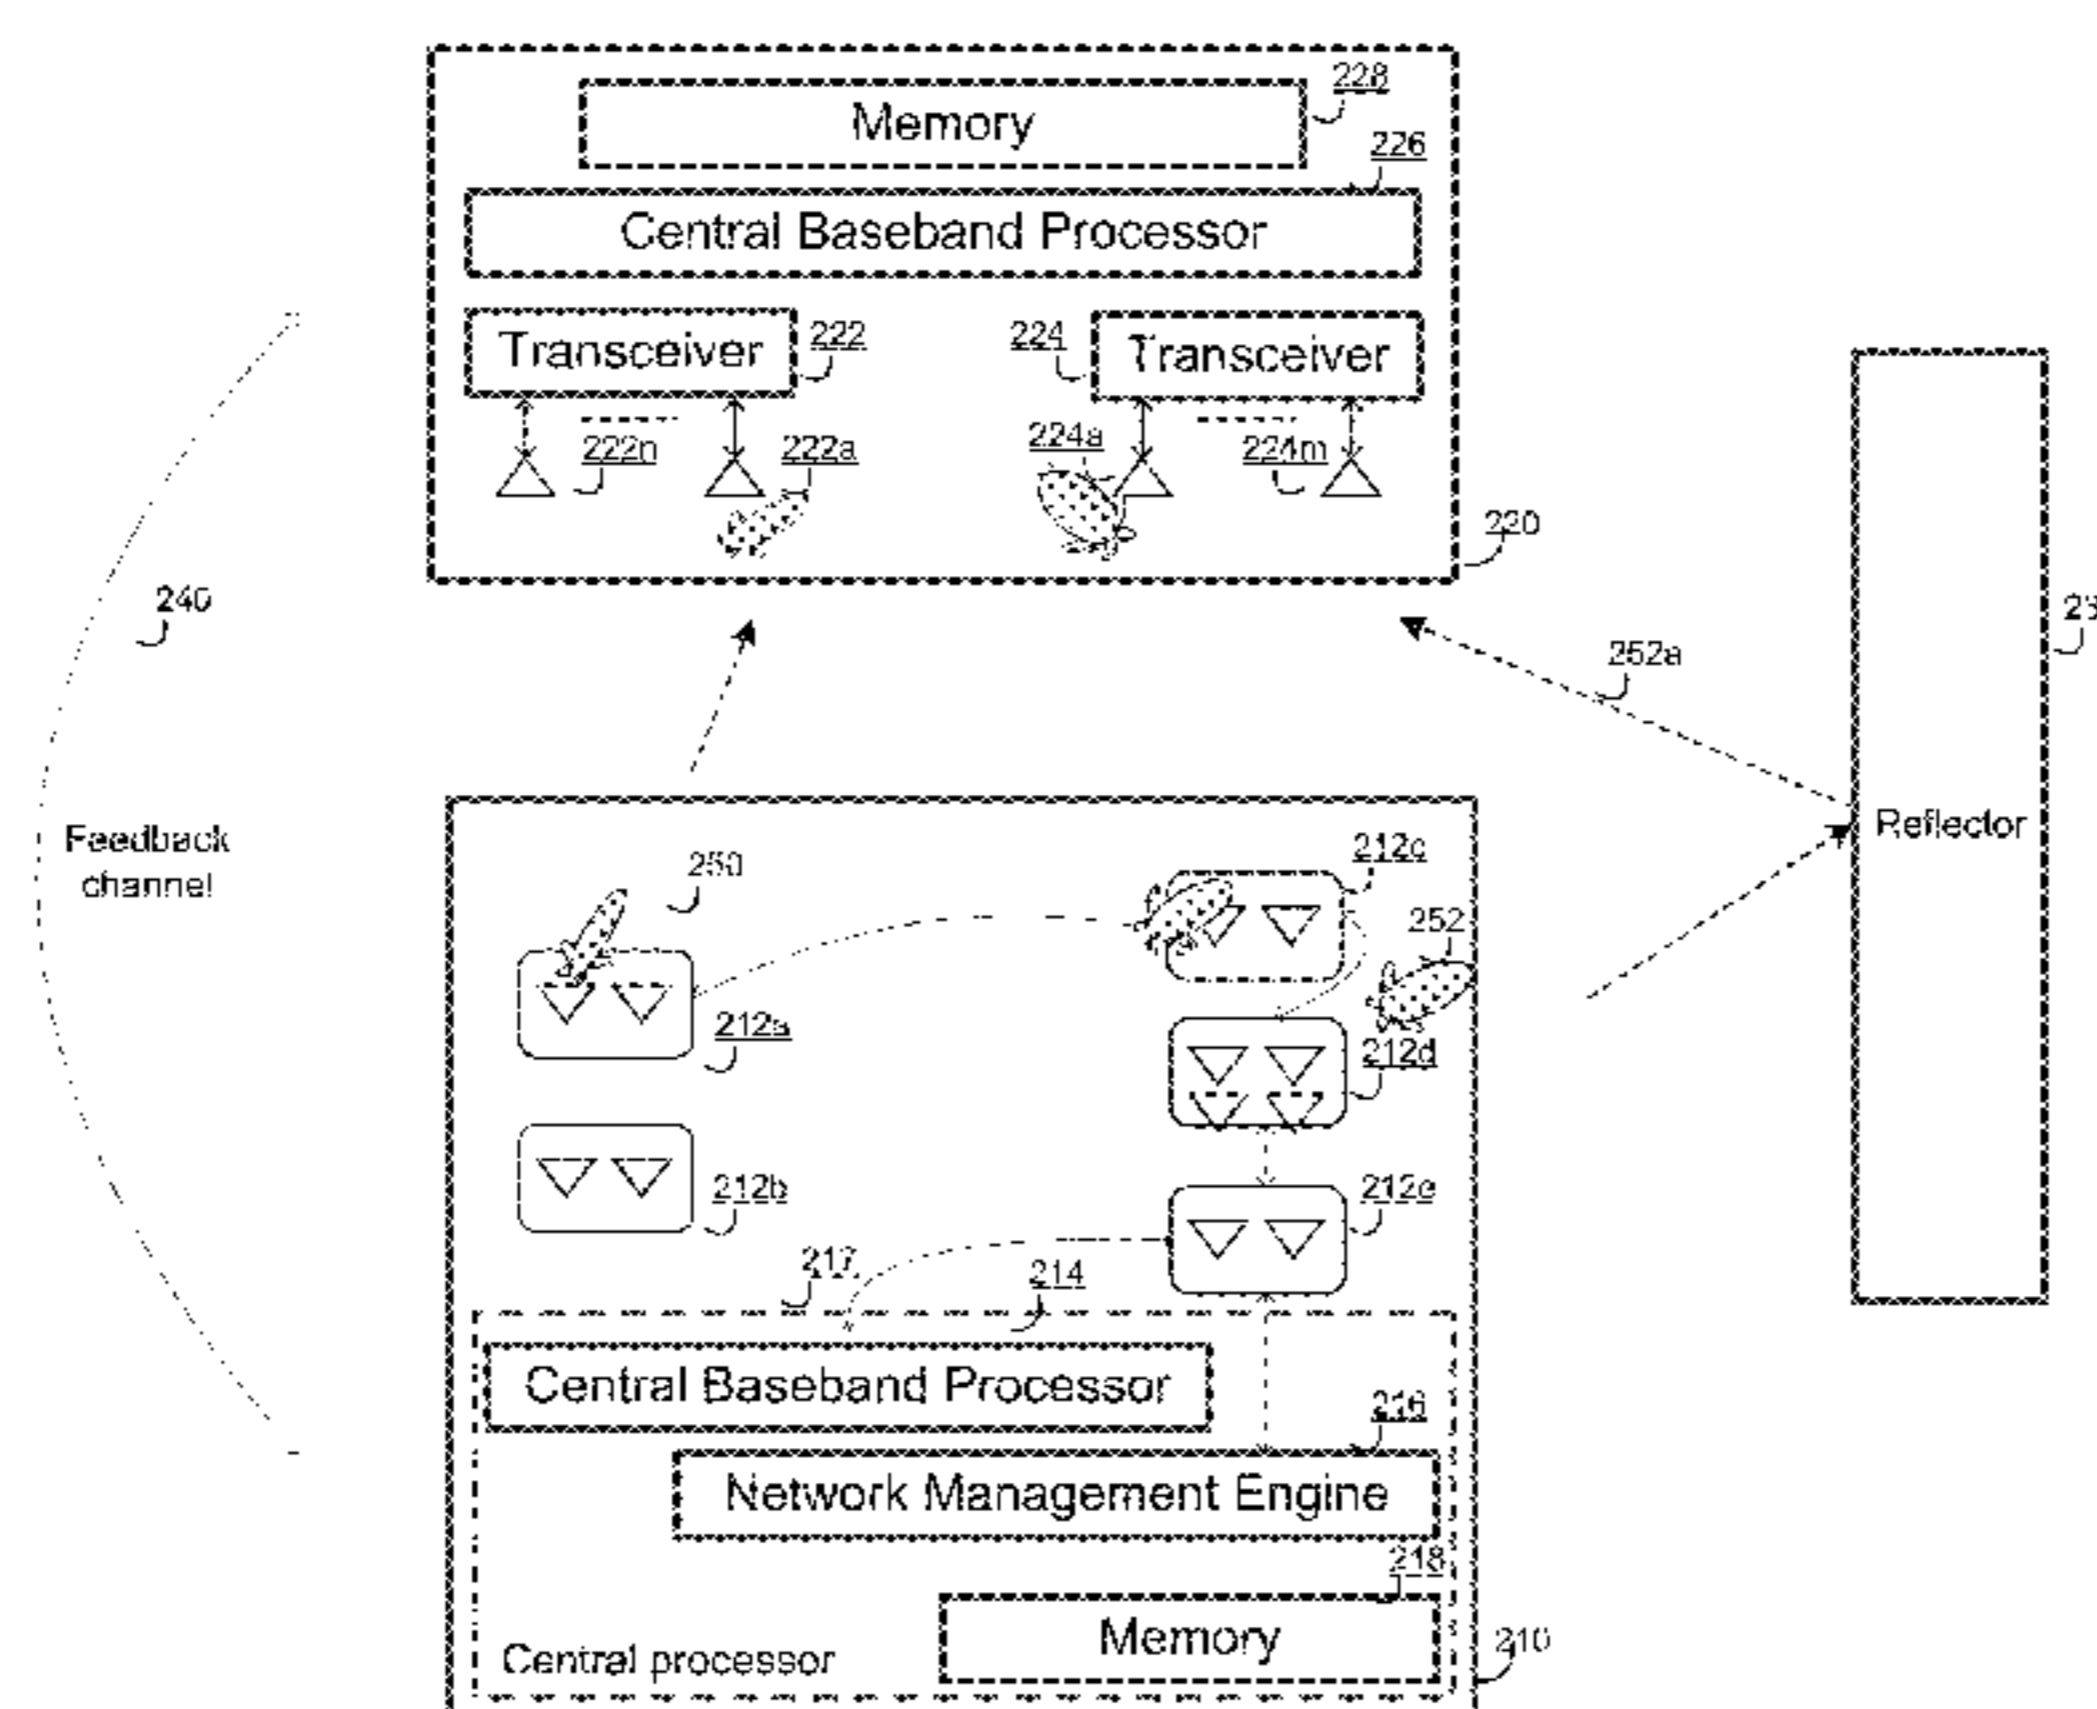 228
Memory
226
Central Baseband Processor
Transceiver
222
224
Transceiver
222n
222a
224a
224m
220
240
252a
Feedback
channel
Reflector
250
212c
252
212a
212d
212b
212e
217
214
Central Baseband Processor
216
Network Management Engine
218
Memory
Central processor
210